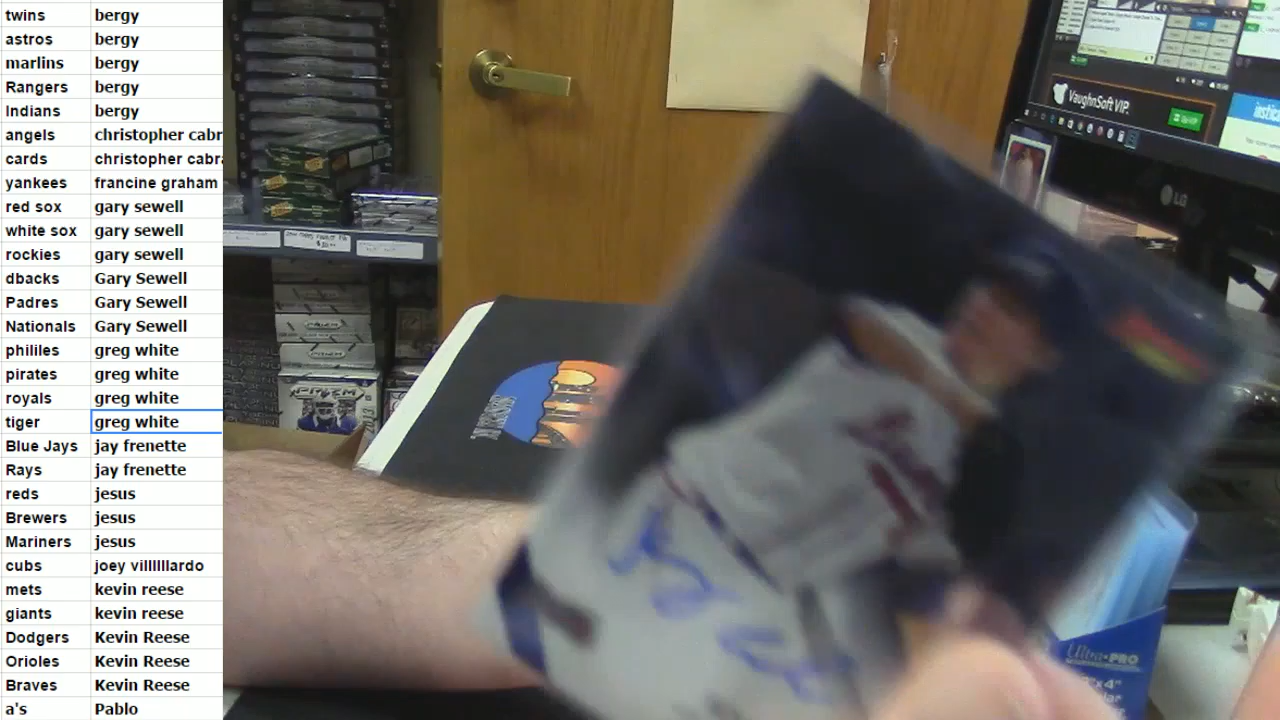 twins bergy
astros bergy
marlins bergy
Rangers bergy
Indians bergy
angels christopher cabr
cards christopher cabra
yankees francine graham
red sox gary sewell
white sox gary sewell
rockies gary sewell
dbacks Gary Sewell
Padres Gary Sewell
Nationals Gary Sewell
phililes greg white
pirates greg white
royals greg white
tiger greg white
Blue Jays jay frenette
Rays jay frenette
reds jesus
Brewers jesus
Mariners jesus
cubs joey villlllardo
mets kevin reese
giants kevin reese
Dodgers Kevin Reese
Orioles Kevin Reese
Braves Kevin Reese
a's Pablo
VaughnSoft VIP.
LG
PRIZM
Ultra·PRO